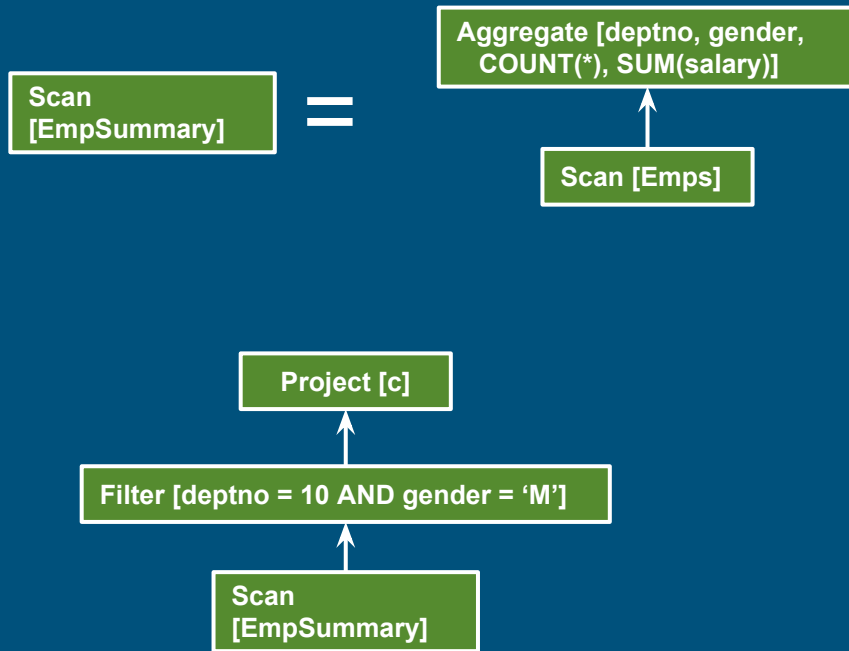 Scan
[EmpSummary]
=
Aggregate [deptno, gender,
COUNT(*), SUM(salary)]
Scan [Emps]
Project [c]
Filter [deptno = 10 AND gender = ‘M’]
Scan
[EmpSummary]